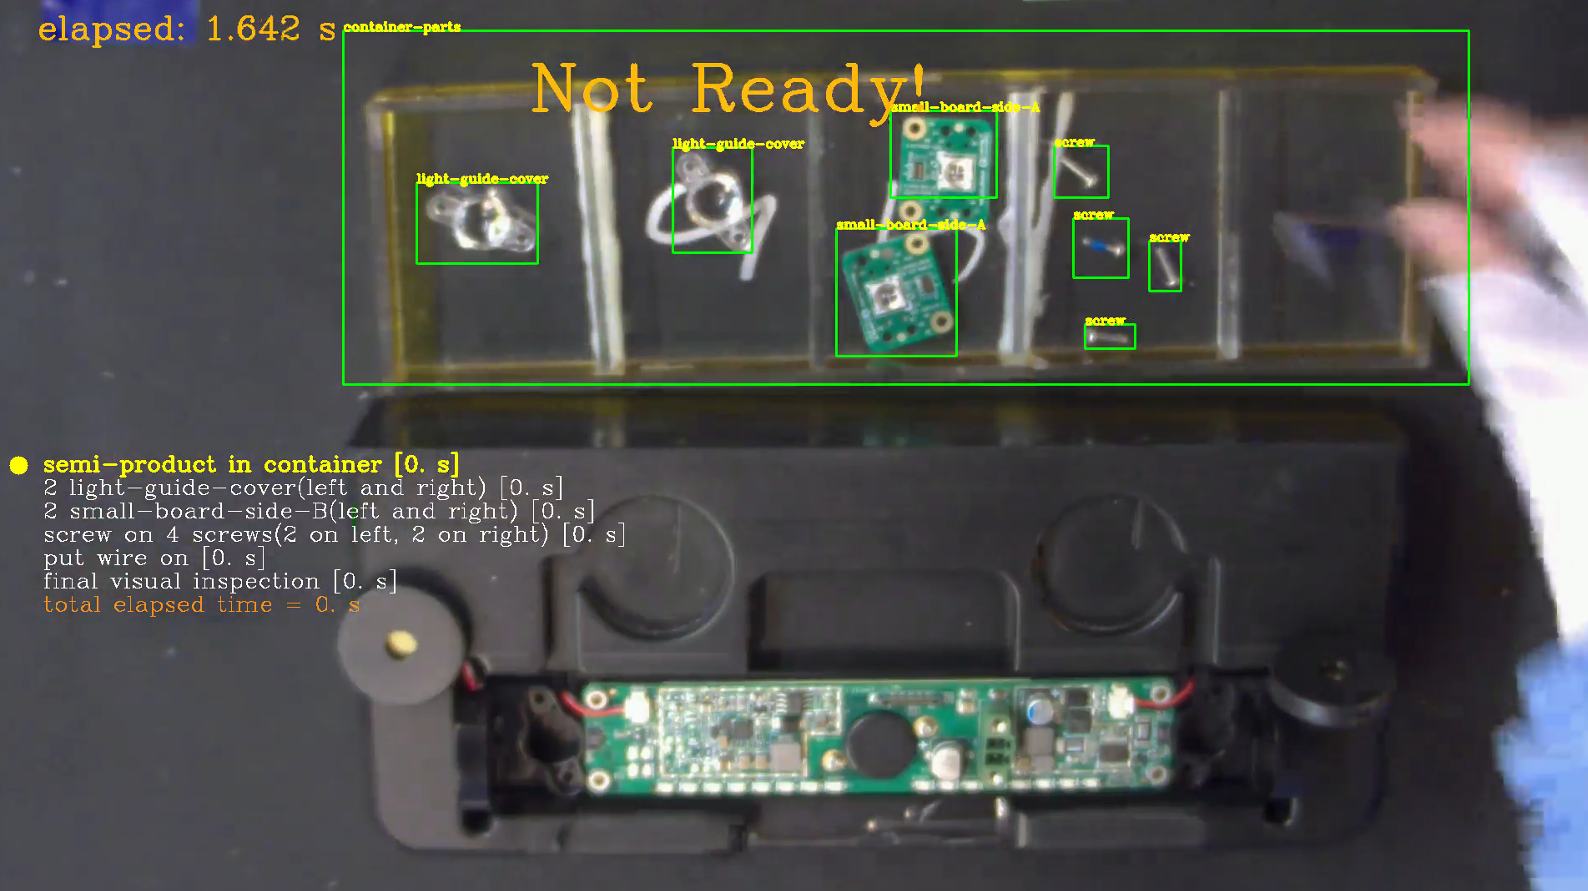 elapsed: 1.642 s
container-parts
Not Ready!
small-board-side-A
light-guide-cover
screw
light-guide-cover
screw
small-board-side-A
screw
screw
semi-product in container [0. s]
2 light-guide-cover(left and right) [0. s]
2 small-board-side-B(left and right) [0. s]
screw on 4 screws(2 on left, 2 on right) [0. s]
put wire on [0. s]
final visual inspection [0. s]
total elapsed time = 0. s